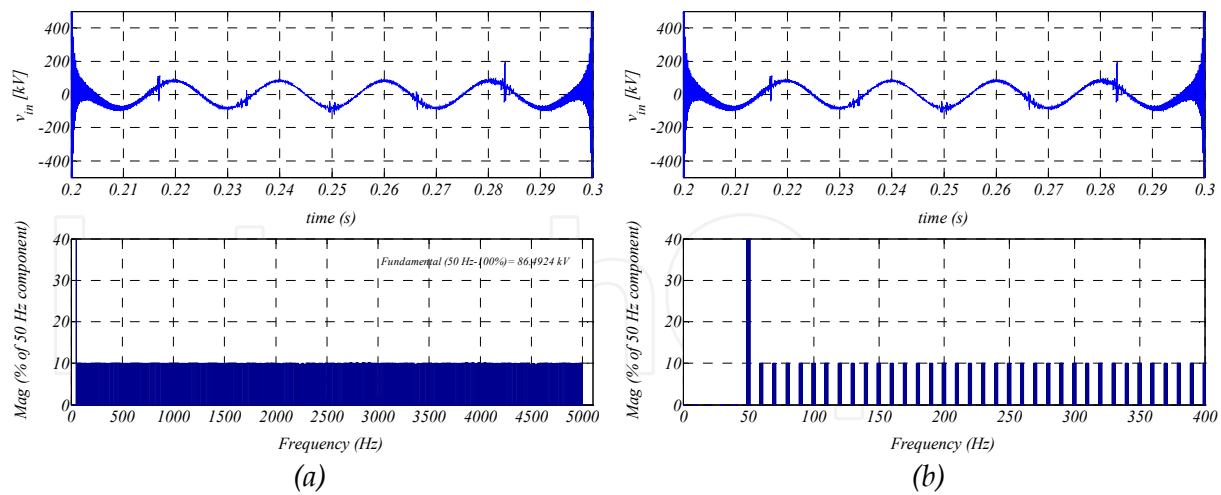 400
200
0
-200
-400
v_in [kV]
0.2 0.21 0.22 0.23 0.24 0.25 0.26 0.27 0.28 0.29 0.3
time (s)
400
200
0
-200
-400
v_in [kV]
0.2 0.21 0.22 0.23 0.24 0.25 0.26 0.27 0.28 0.29 0.3
time (s)
40
30
20
10
0
Mag (% of 50 Hz component)
Fundamental (50 Hz-100%)= 86.4924 kV
0 500 1000 1500 2000 2500 3000 3500 4000 4500 5000
Frequency (Hz)
(a)
40
30
20
10
0
Mag (% of 50 Hz component)
0 50 100 150 200 250 300 350 400
Frequency (Hz)
(b)